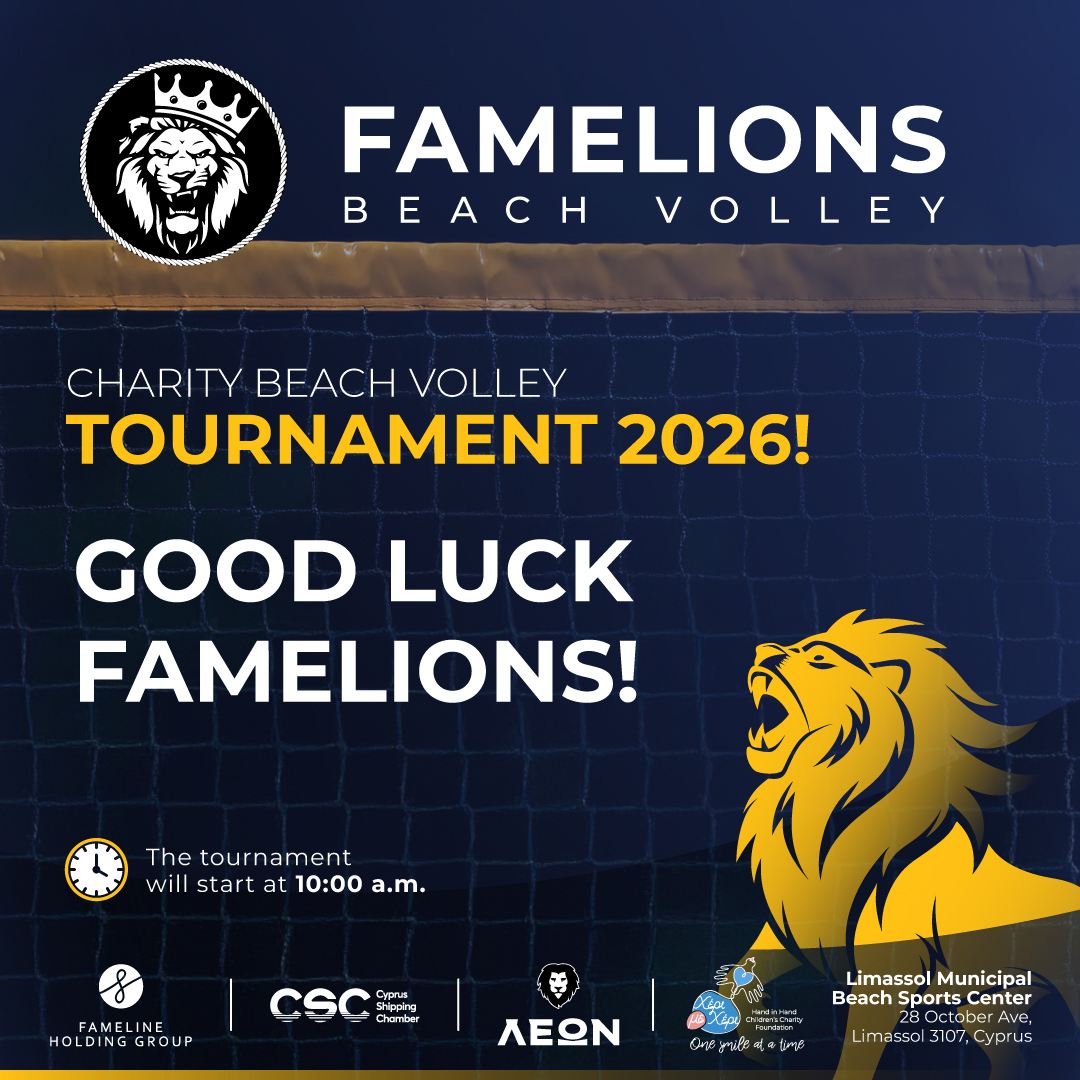 FAMELIONS
BEACH VOLLEY
CHARITY BEACH VOLLEY
TOURNAMENT 2026!
GOOD LUCK
FAMELIONS!
The tournament
will start at 10:00 a.m.
FAMELINE
HOLDING GROUP
CSC
Cyprus
Shipping
Chamber
ΛEON
Χέρι
με
Χέρι
Hand in Hand
Children's Charity
Foundation
One smile at a time
Limassol Municipal
Beach Sports Center
28 October Ave,
Limassol 3107, Cyprus